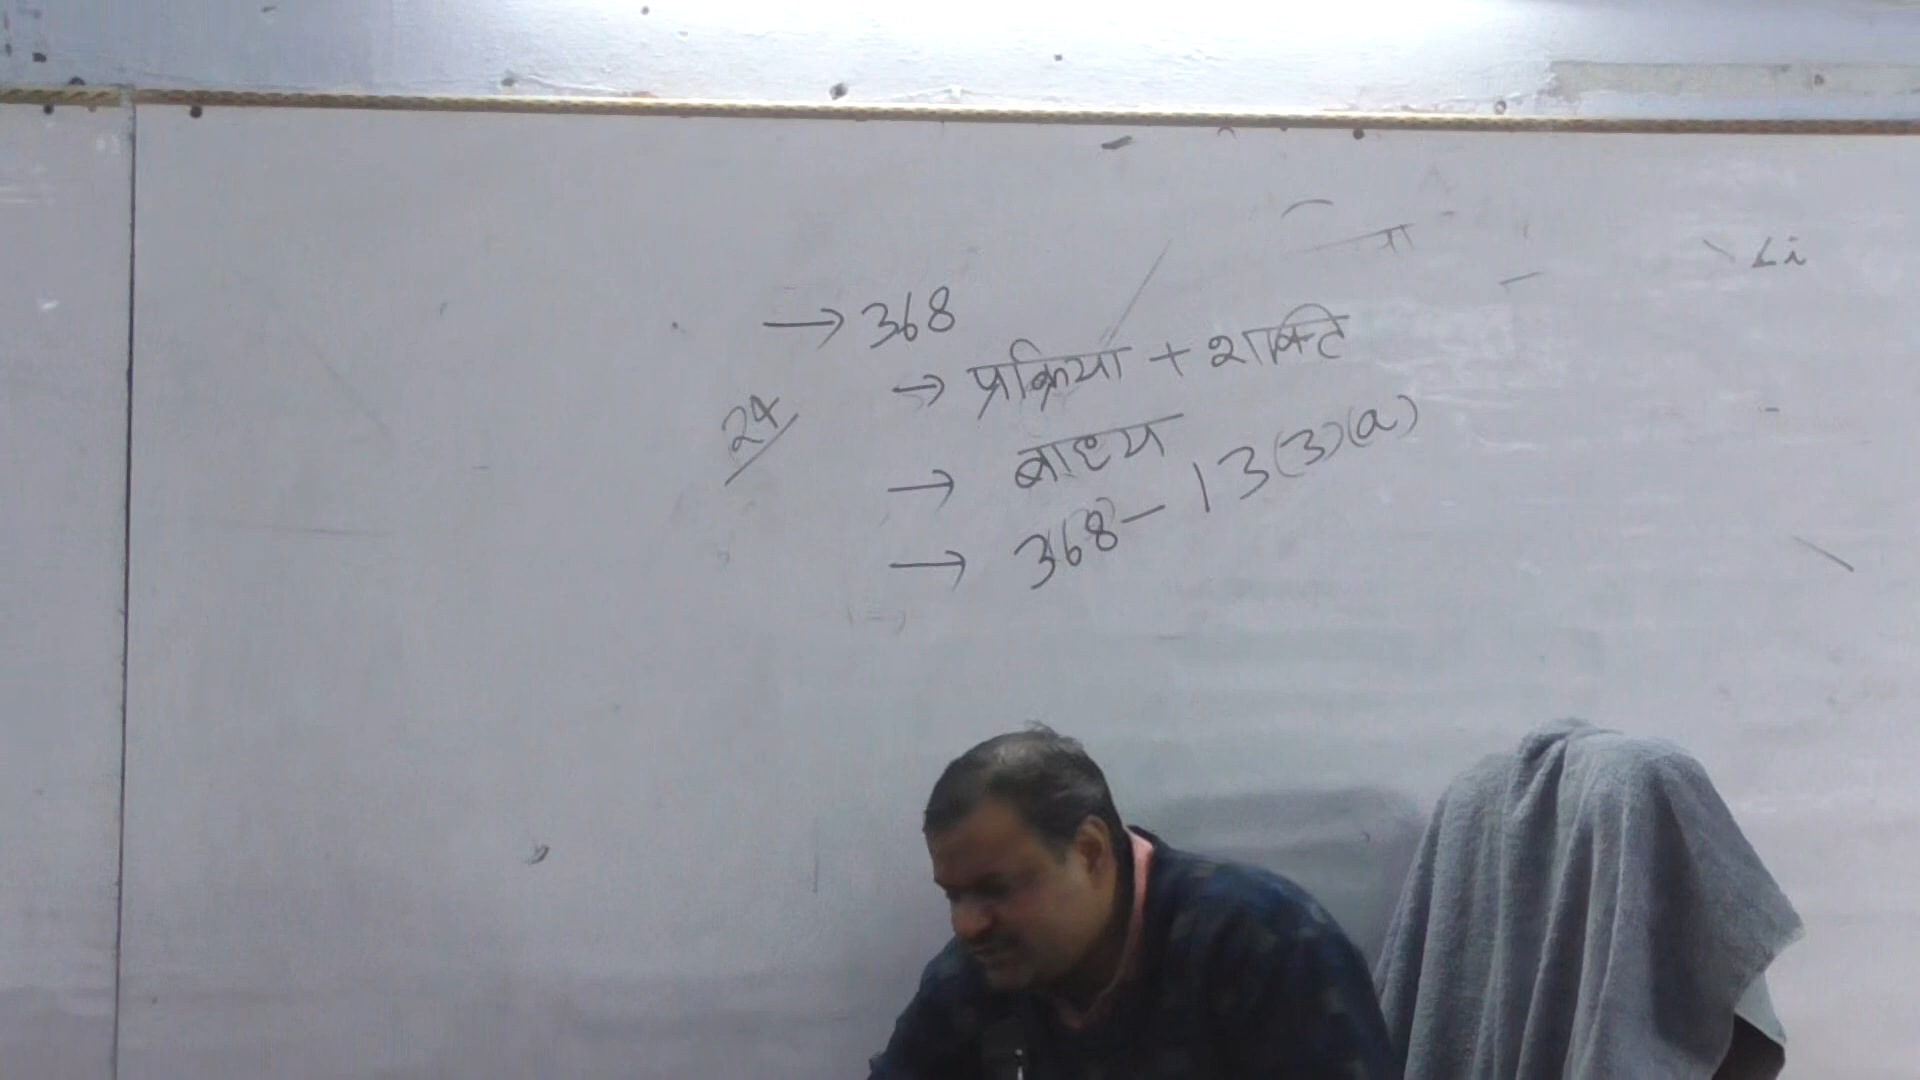 → 368
→ प्रक्रिया + शक्ति
24
→ बाध्य
→ 368 - 13(3)(a)